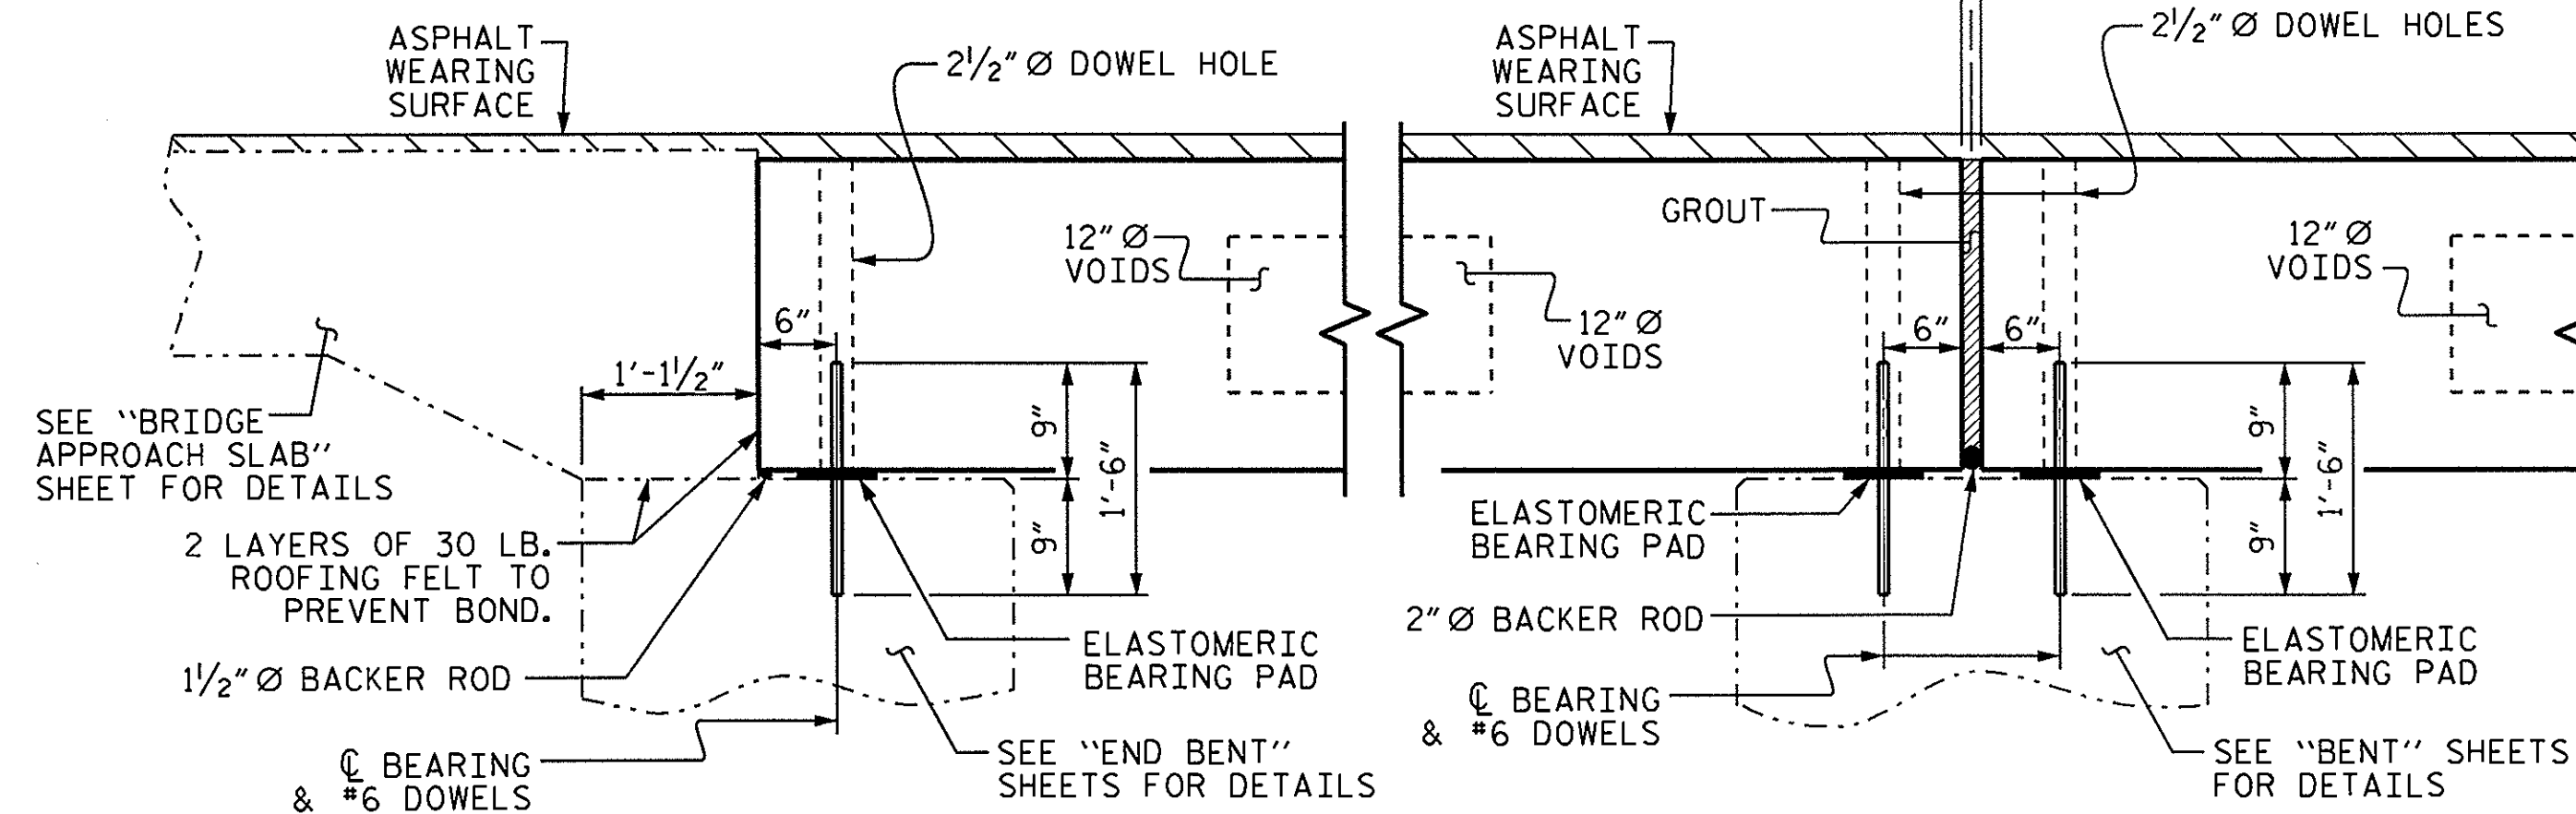 ASPHALT
WEARING
SURFACE
2½" Ø DOWEL HOLE
ASPHALT
WEARING
SURFACE
2½" Ø DOWEL HOLES
GROUT
12" Ø
VOIDS
12" Ø
VOIDS
12" Ø
VOIDS
6"
6"
6"
1'-1½"
9"
1'-6"
9"
9"
1'-6"
9"
SEE "BRIDGE
APPROACH SLAB"
SHEET FOR DETAILS
2 LAYERS OF 30 LB.
ROOFING FELT TO
PREVENT BOND.
1½" Ø BACKER ROD
ELASTOMERIC
BEARING PAD
℄ BEARING
& #6 DOWELS
SEE "END BENT"
SHEETS FOR DETAILS
ELASTOMERIC
BEARING PAD
2" Ø BACKER ROD
ELASTOMERIC
BEARING PAD
℄ BEARING
& #6 DOWELS
SEE "BENT" SHEETS
FOR DETAILS